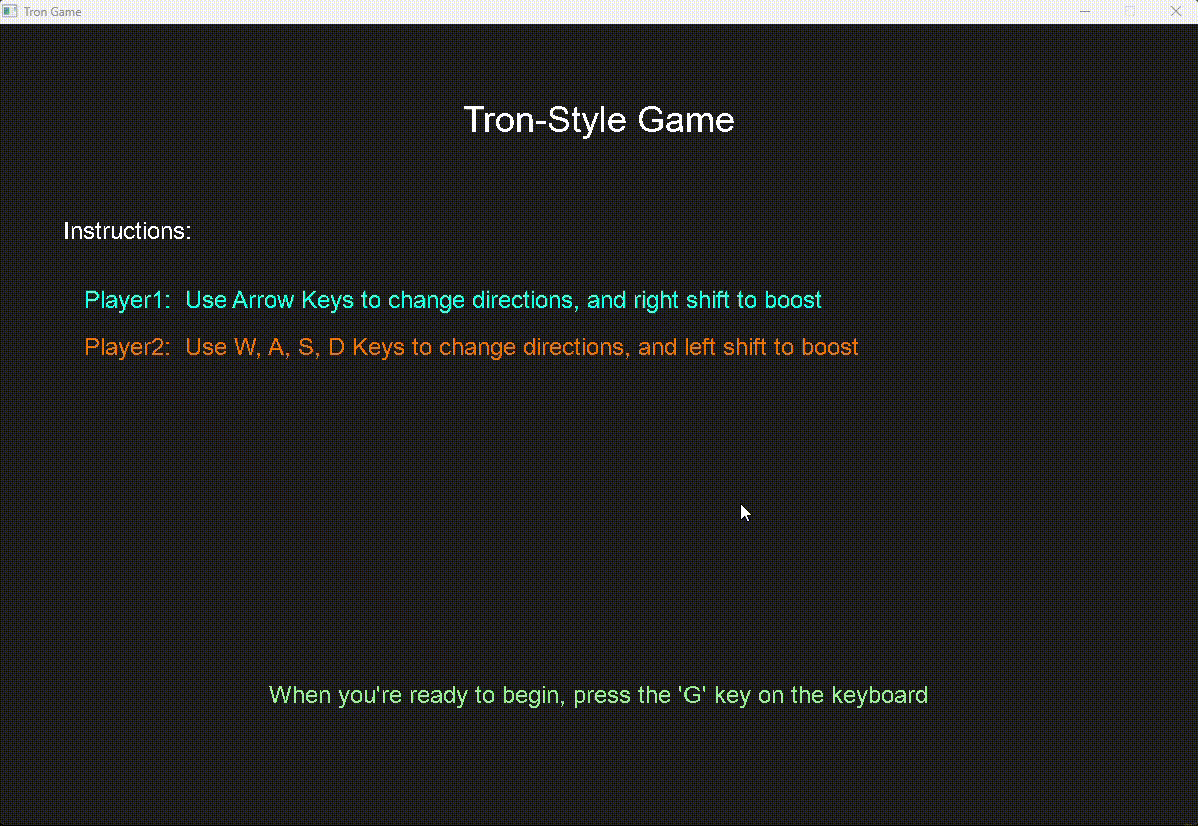 Tron Game
Tron-Style Game
Instructions:
Player1: Use Arrow Keys to change directions, and right shift to boost
Player2: Use W, A, S, D Keys to change directions, and left shift to boost
When you're ready to begin, press the 'G' key on the keyboard